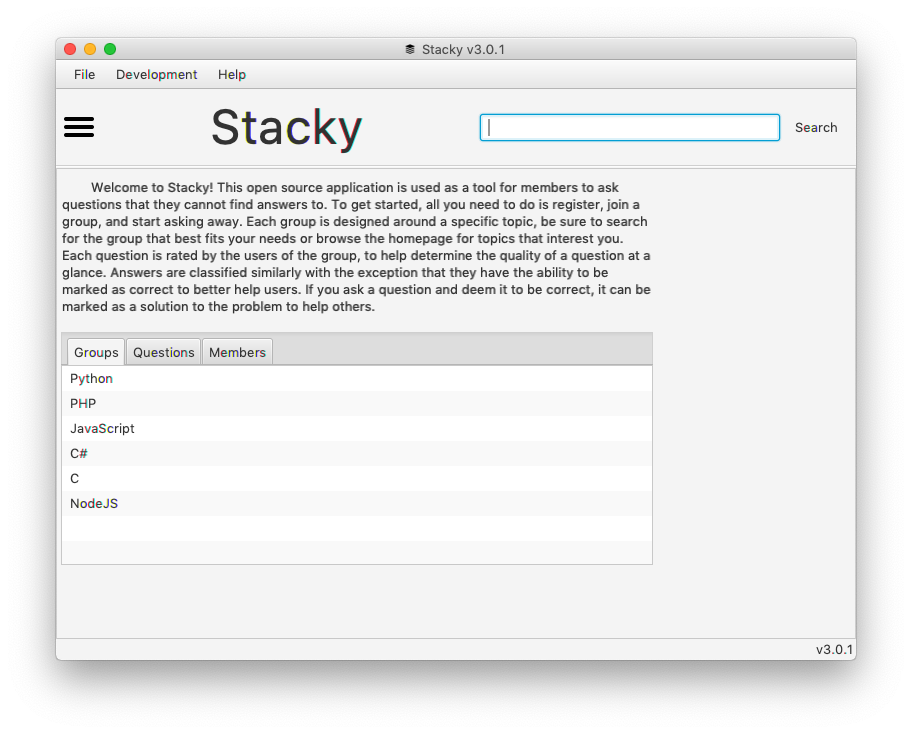 Stacky v3.0.1
File Development Help
Stacky
Search
Welcome to Stacky! This open source application is used as a tool for members to ask
questions that they cannot find answers to. To get started, all you need to do is register, join a
group, and start asking away. Each group is designed around a specific topic, be sure to search
for the group that best fits your needs or browse the homepage for topics that interest you.
Each question is rated by the users of the group, to help determine the quality of a question at a
glance. Answers are classified similarly with the exception that they have the ability to be
marked as correct to better help users. If you ask a question and deem it to be correct, it can be
marked as a solution to the problem to help others.
Groups Questions Members
Python
PHP
JavaScript
C#
C
NodeJS
v3.0.1